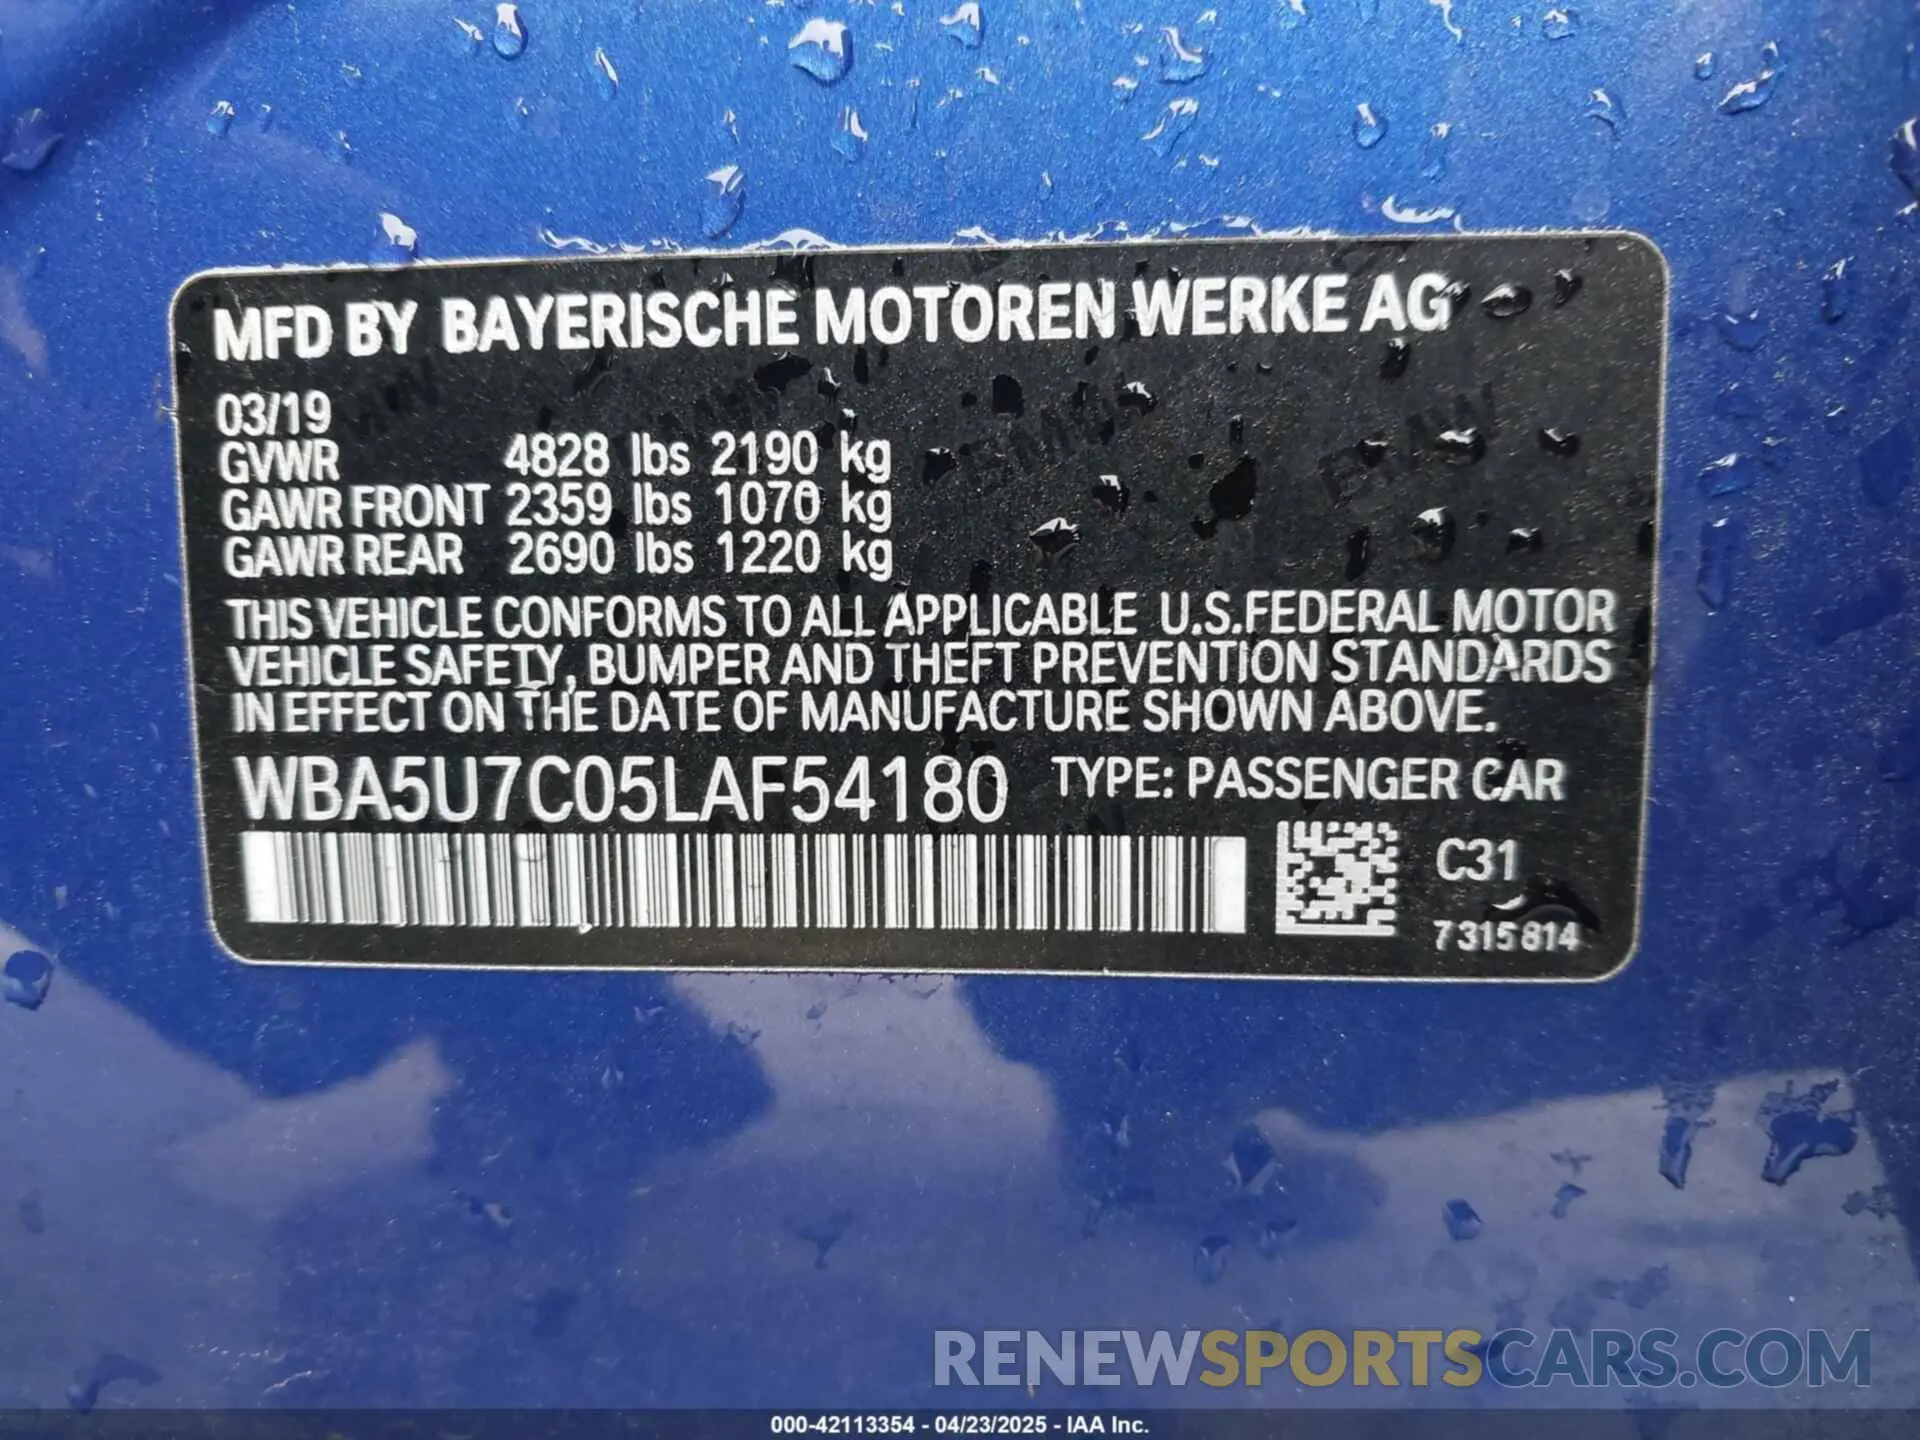 MFD BY BAYERISCHE MOTOREN WERKE AG
03/19
GVWR 4828 lbs 2190 kg
GAWR FRONT 2359 lbs 1070 kg
GAWR REAR 2690 lbs 1220 kg
THIS VEHICLE CONFORMS TO ALL APPLICABLE U.S.FEDERAL MOTOR
VEHICLE SAFETY, BUMPER AND THEFT PREVENTION STANDARDS
IN EFFECT ON THE DATE OF MANUFACTURE SHOWN ABOVE.
WBA5U7C05LAF54180 TYPE: PASSENGER CAR
C31
7315814
RENEWSPORTSCARS.COM
000-42113354 - 04/23/2025 - IAA Inc.